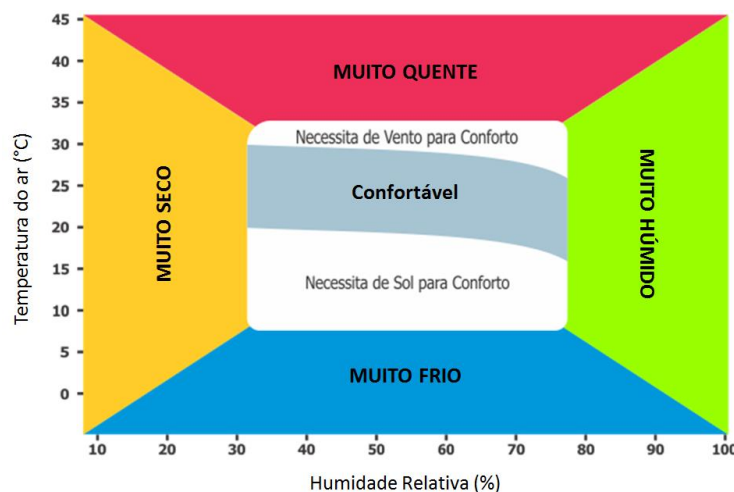 45
40
35
30
25
20
15
10
5
0
Temperatura do ar (°C)
MUITO QUENTE
Necessita de Vento para Conforto
MUITO SECO
Confortável
MUITO HÚMIDO
Necessita de Sol para Conforto
MUITO FRIO
10 20 30 40 50 60 70 80 90 100
Humidade Relativa (%)